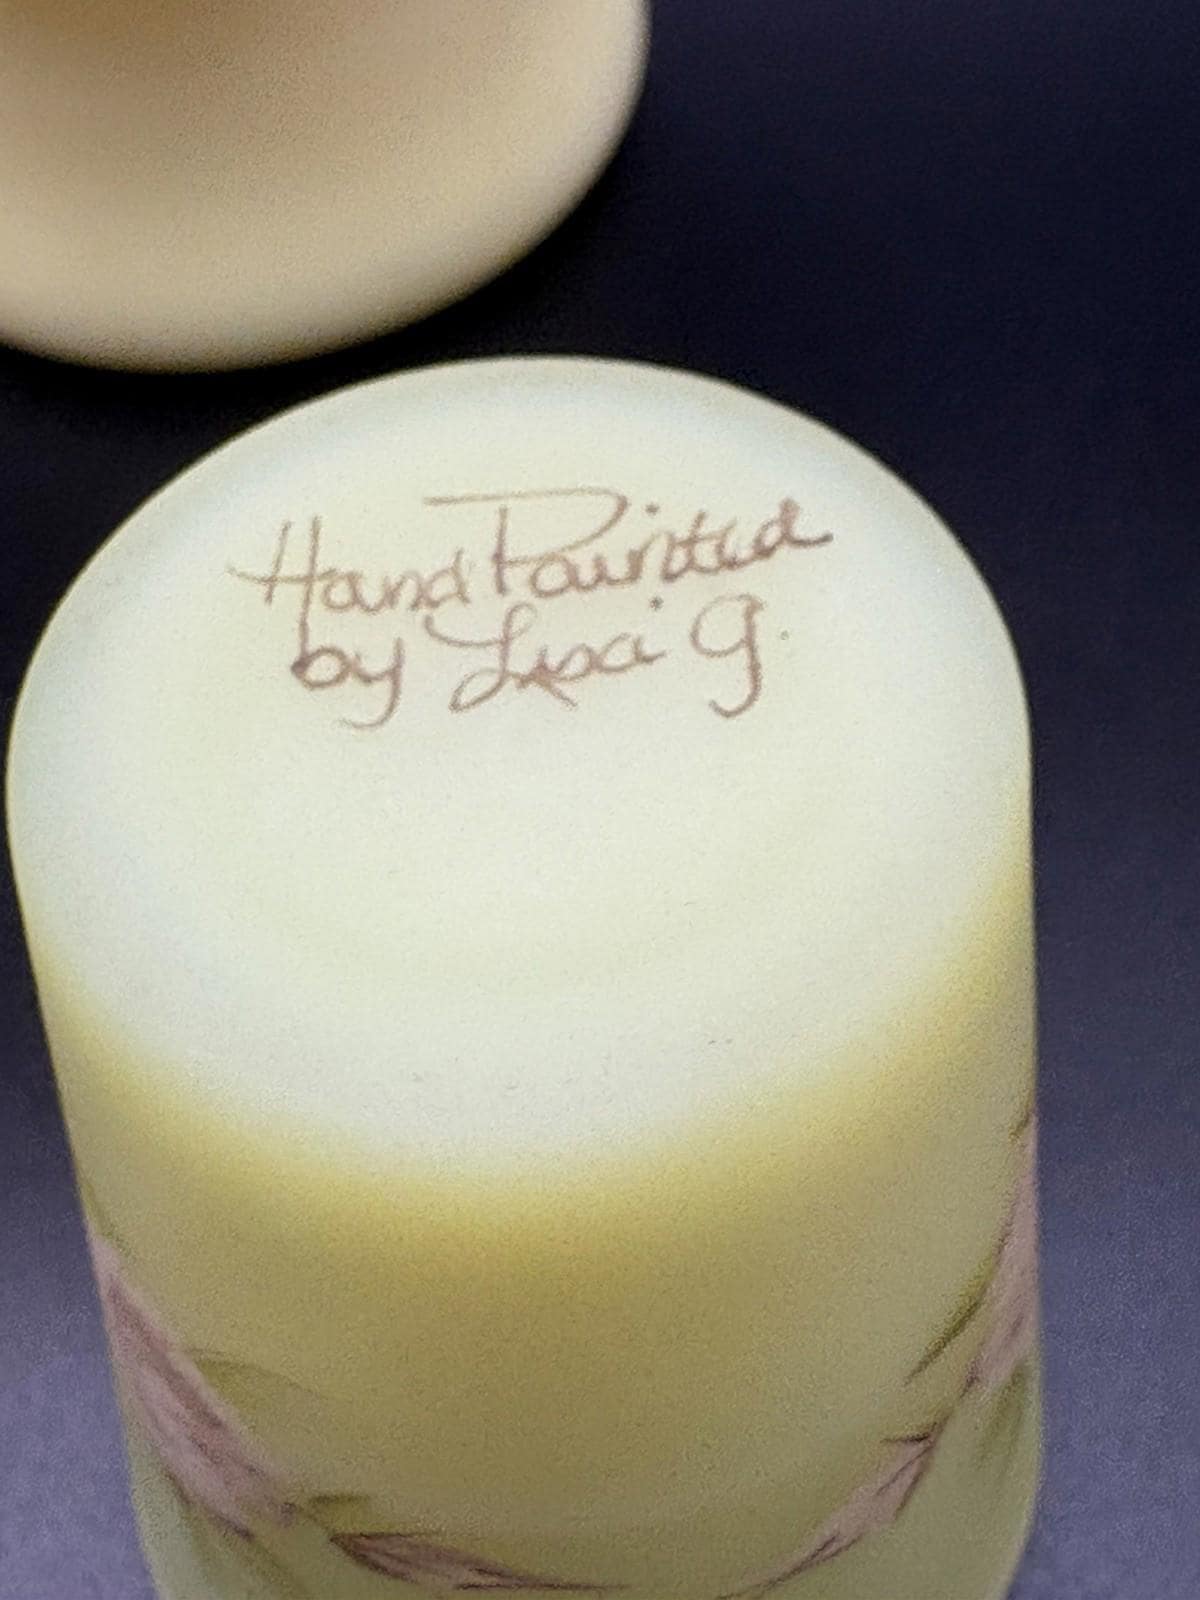 Hand Painted
by Lisa G.